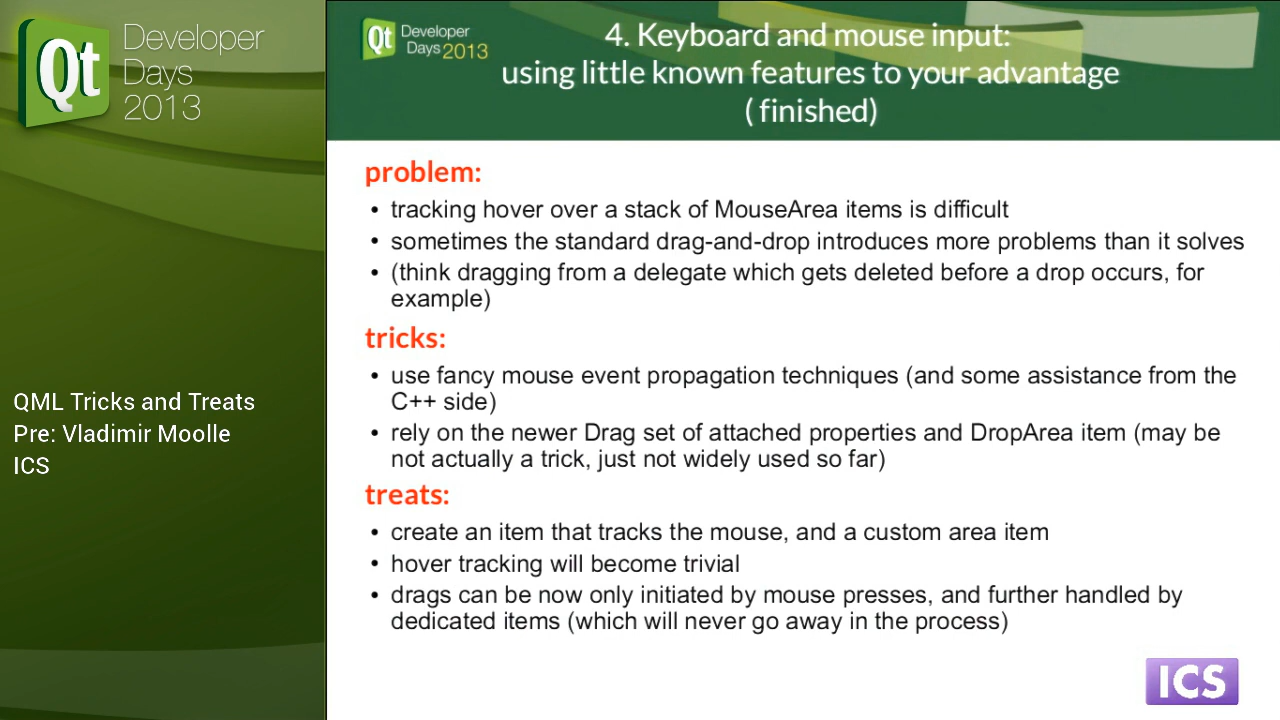 Qt Developer
Days
2013
QML Tricks and Treats
Pre: Vladimir Moolle
ICS
Qt Developer
Days 2013
4. Keyboard and mouse input:
using little known features to your advantage
( finished)
problem:
• tracking hover over a stack of MouseArea items is difficult
• sometimes the standard drag-and-drop introduces more problems than it solves
• (think dragging from a delegate which gets deleted before a drop occurs, for
example)
tricks:
• use fancy mouse event propagation techniques (and some assistance from the
C++ side)
• rely on the newer Drag set of attached properties and DropArea item (may be
not actually a trick, just not widely used so far)
treats:
• create an item that tracks the mouse, and a custom area item
• hover tracking will become trivial
• drags can be now only initiated by mouse presses, and further handled by
dedicated items (which will never go away in the process)
ICS